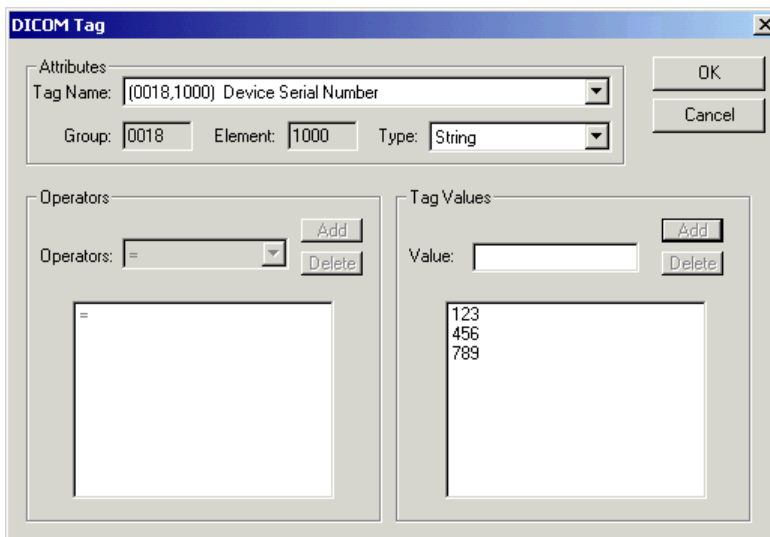 DICOM Tag
Attributes
Tag Name: (0018,1000) Device Serial Number
Group: 0018 Element: 1000 Type: String
OK
Cancel
Operators
Operators: =
Add
Delete
=
Tag Values
Value:
Add
Delete
123
456
789